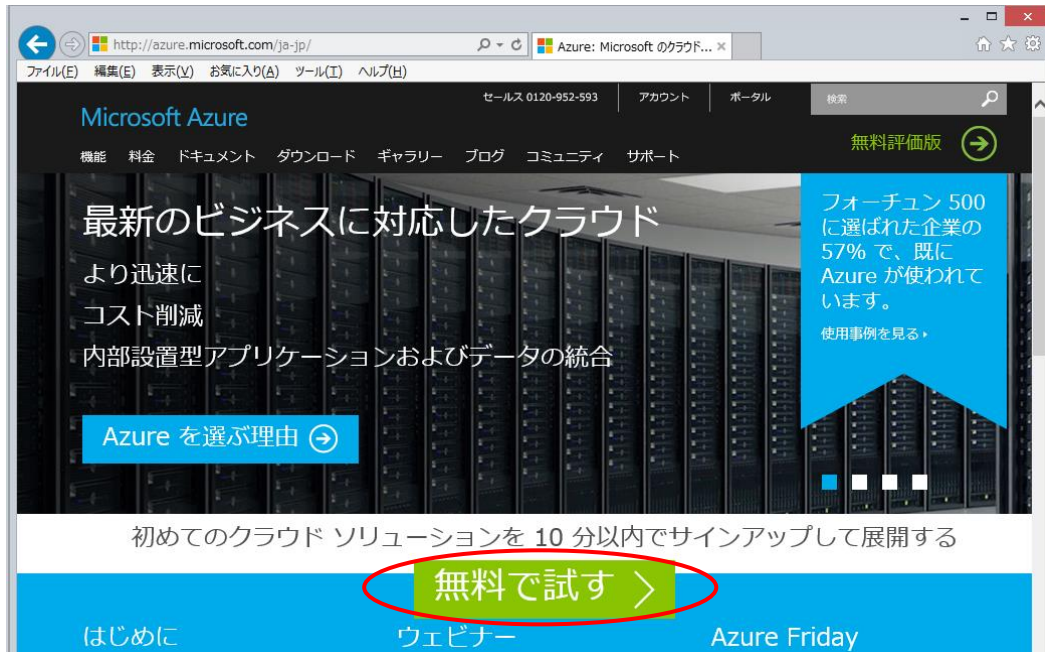 http://azure.microsoft.com/ja-jp/
Azure: Microsoft のクラウド...
ファイル(F) 編集(E) 表示(V) お気に入り(A) ツール(T) ヘルプ(H)
セールス 0120-952-593 アカウント ポータル 検索
Microsoft Azure
無料評価版
機能 料金 ドキュメント ダウンロード ギャラリー ブログ コミュニティ サポート
最新のビジネスに対応したクラウド
より迅速に
コスト削減
内部設置型アプリケーションおよびデータの統合
Azure を選ぶ理由
フォーチュン 500
に選ばれた企業の
57% で、既に
Azure が使われて
います。
使用事例を見る
初めてのクラウド ソリューションを 10 分以内でサインアップして展開する
無料で試す
はじめに ウェビナー Azure Friday